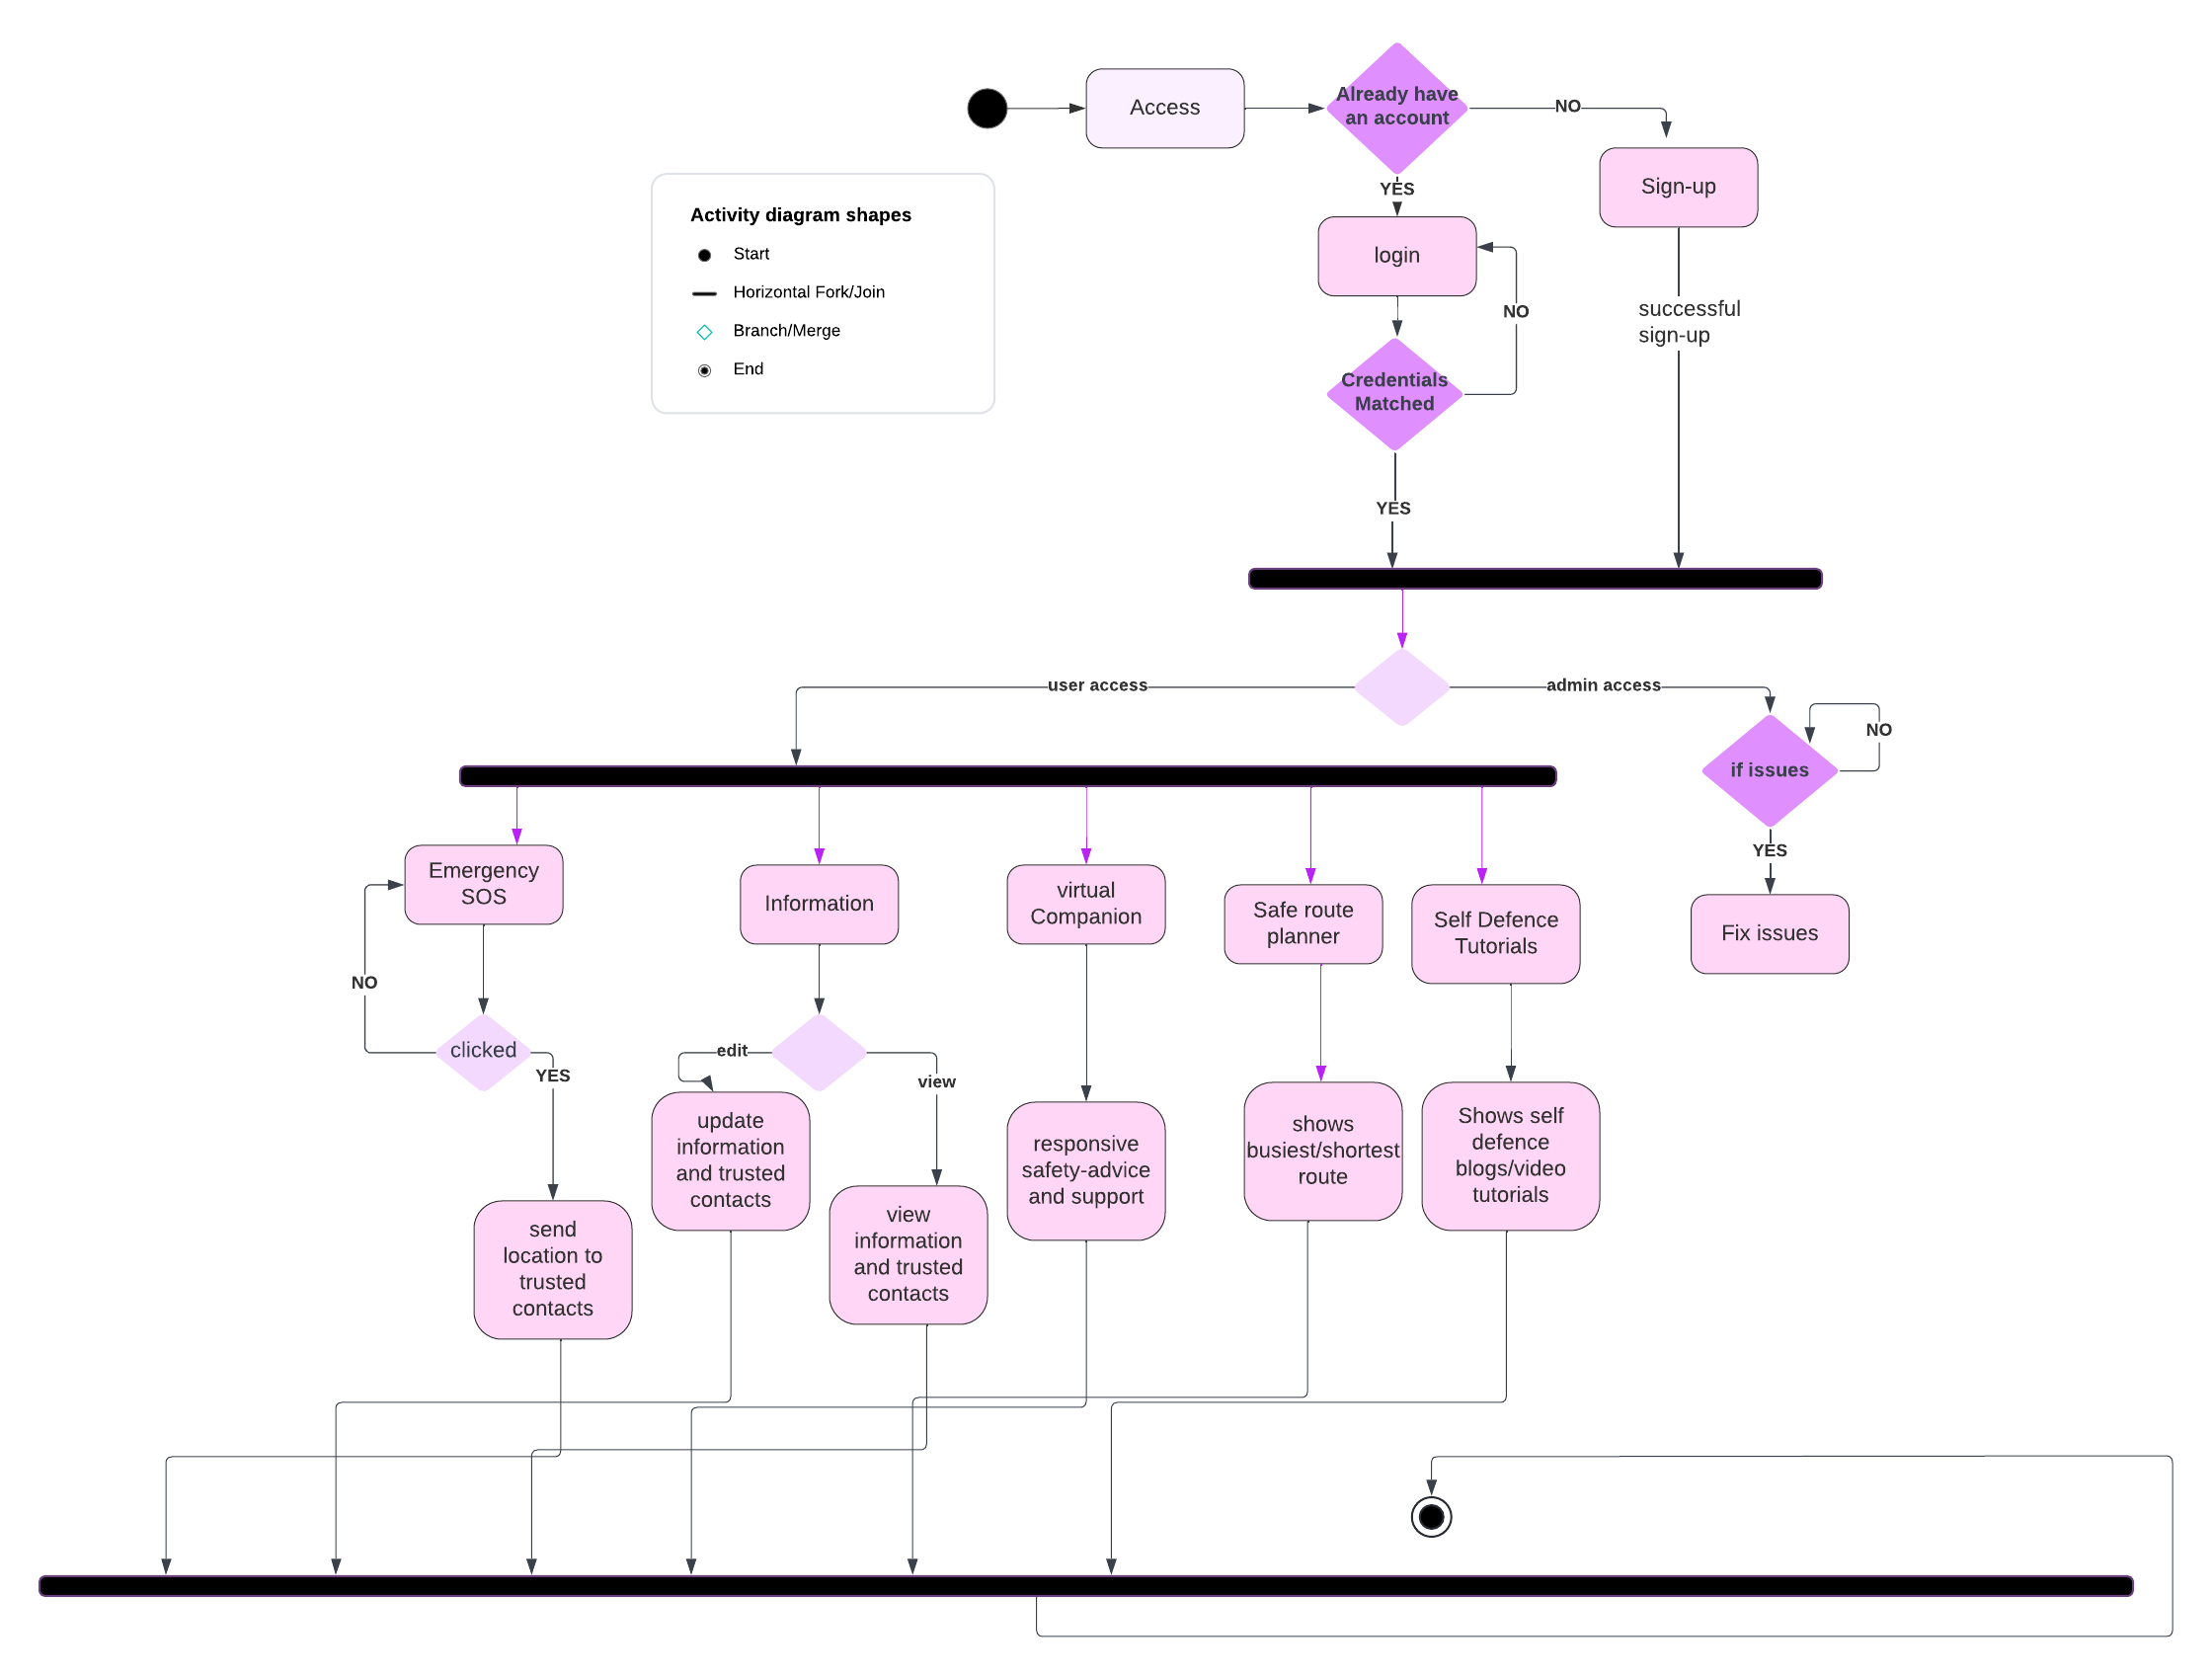 Already have
an account
Access
NO
Sign-up
YES
Activity diagram shapes
Start
Horizontal Fork/Join
Branch/Merge
End
login
NO
successful
sign-up
Credentials
Matched
YES
user access
admin access
NO
if issues
YES
Emergency
SOS
Information
virtual
Companion
Safe route
planner
Self Defence
Tutorials
Fix issues
NO
clicked
YES
edit
view
update
information
and trusted
contacts
responsive
safety-advice
and support
shows
busiest/shortest
route
Shows self
defence
blogs/video
tutorials
send
location to
trusted
contacts
view
information
and trusted
contacts